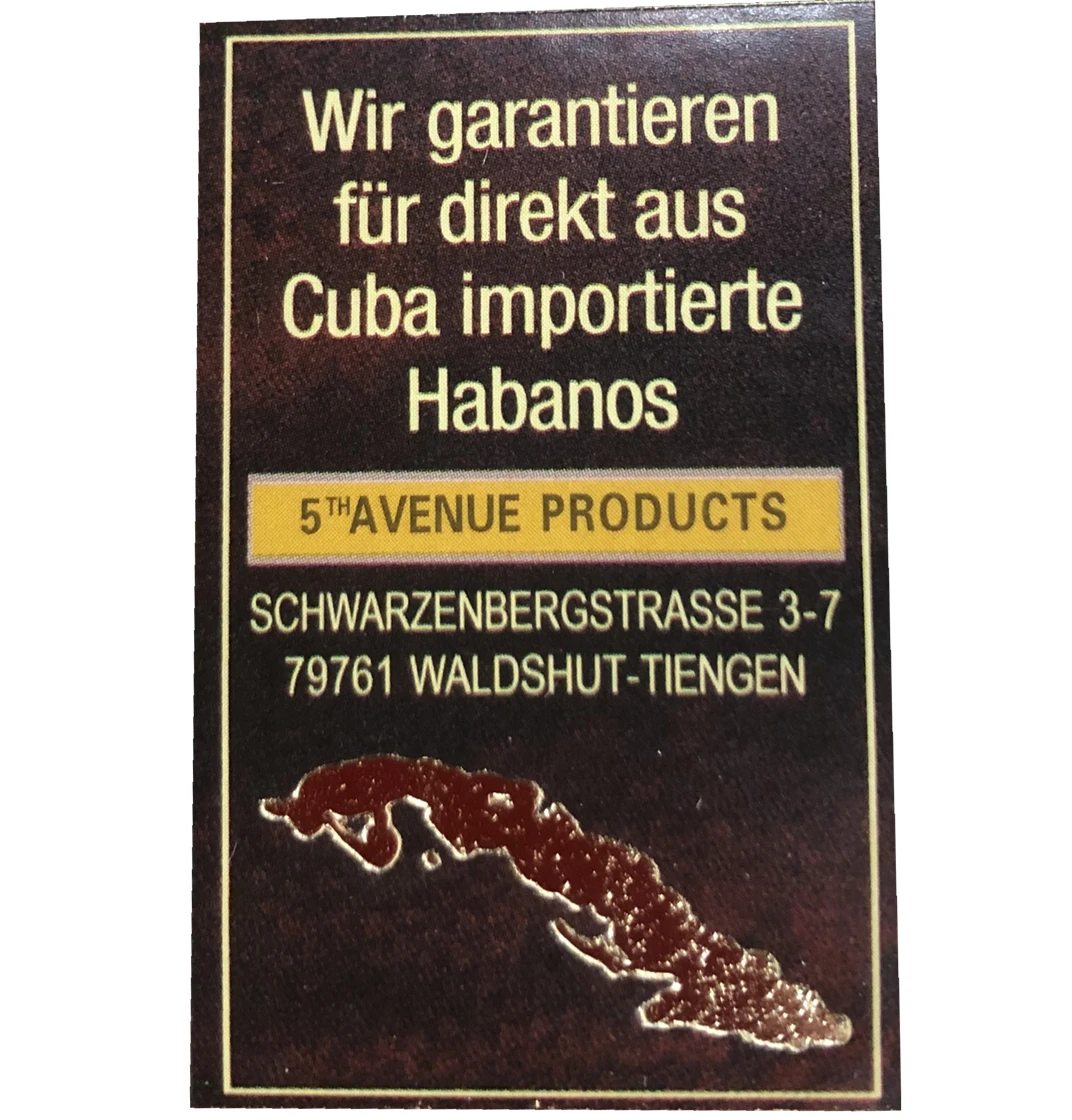 Wir garantieren
für direkt aus
Cuba importierte
Habanos
5THAVENUE PRODUCTS
SCHWARZENBERGSTRASSE 3-7
79761 WALDSHUT-TIENGEN